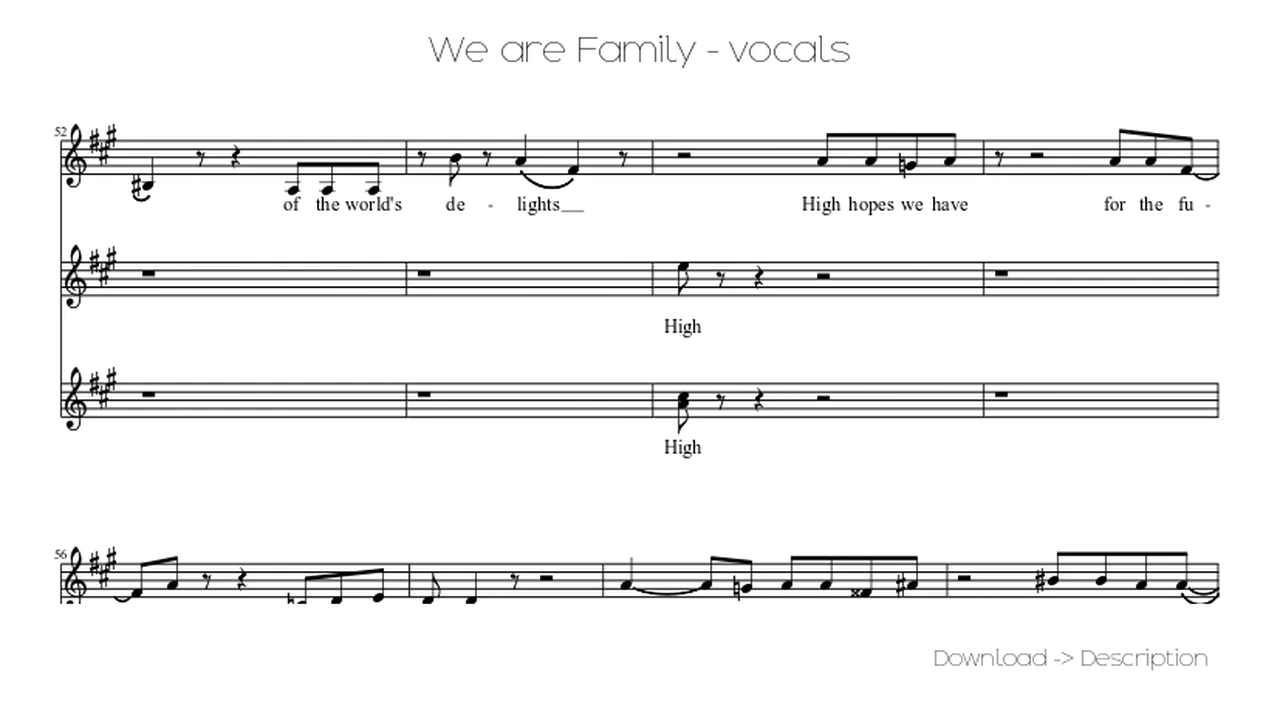 We are Family - vocals
52
of the world's de - lights__ High hopes we have for the fu -
High
High
56
Download -> Description